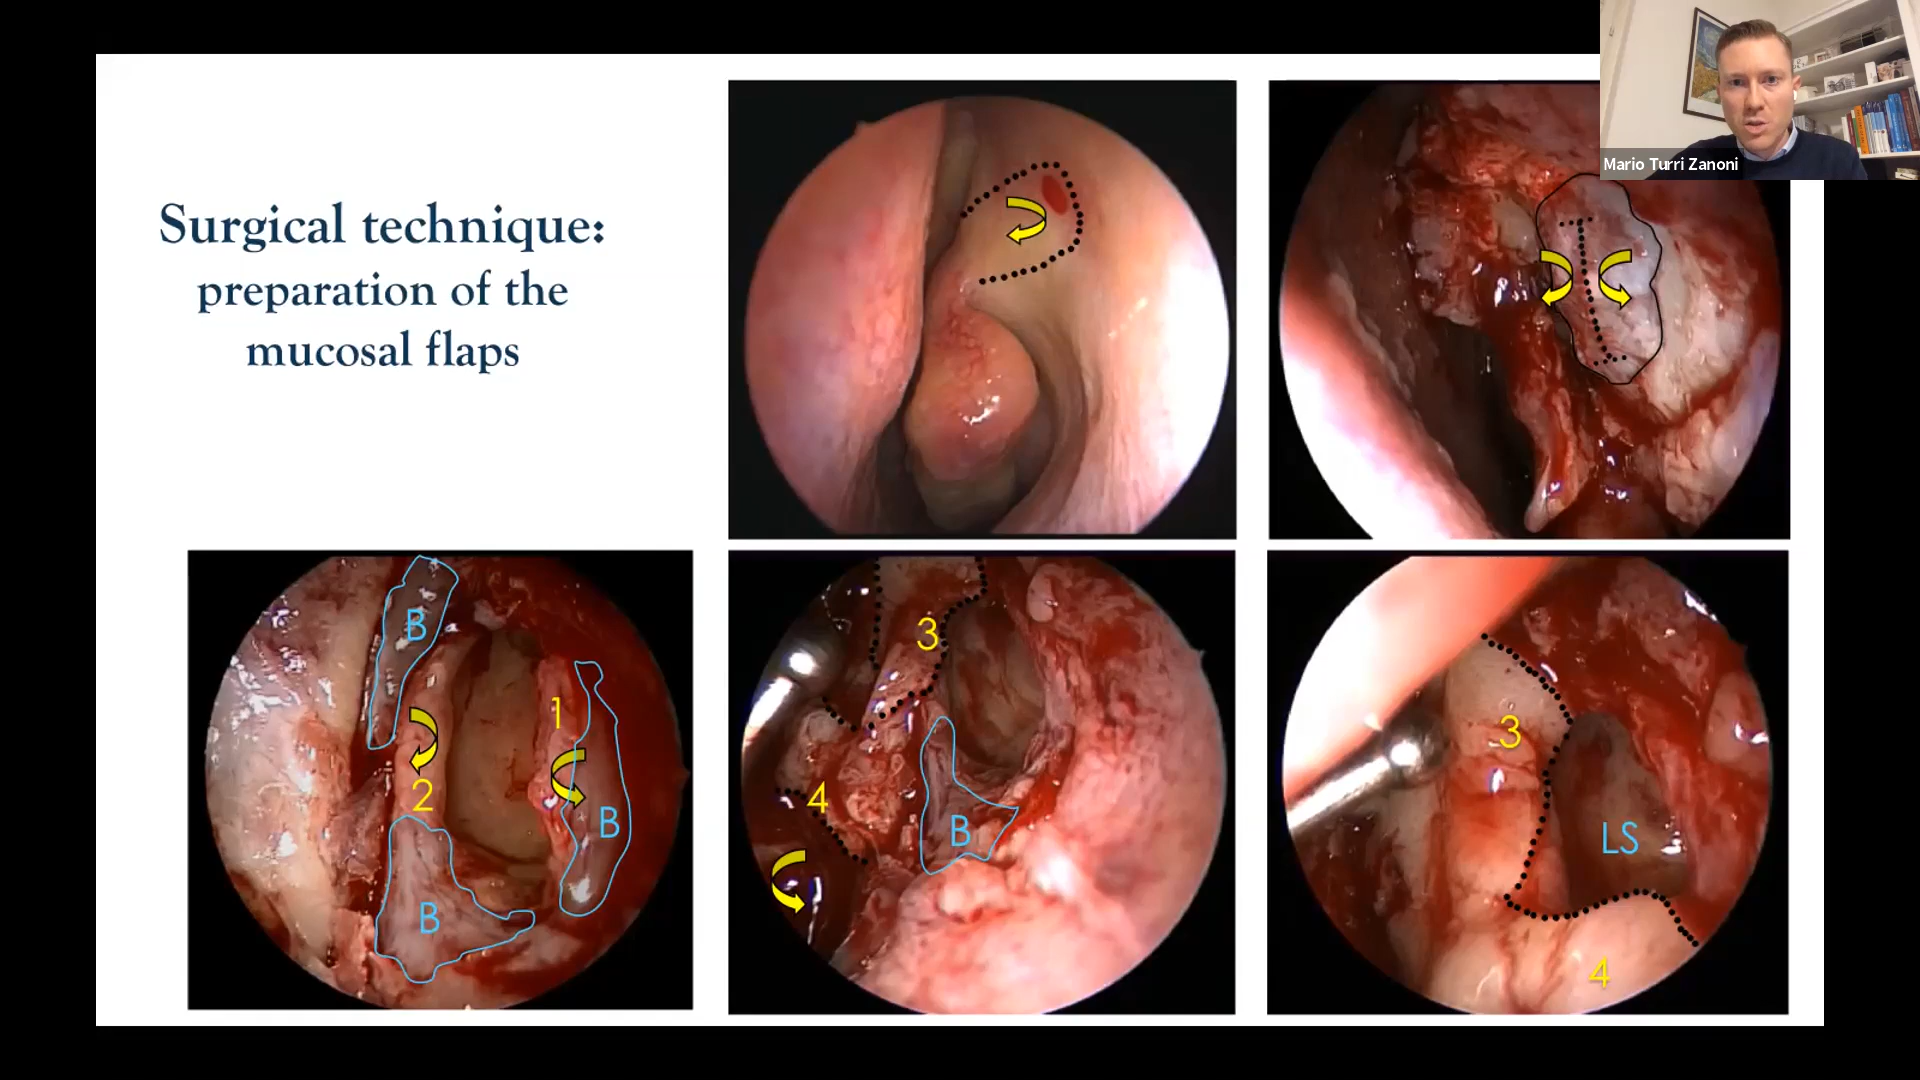 Mario Turri Zanoni
Surgical technique:
preparation of the
mucosal flaps
B
1
2
B
B
3
4
B
3
LS
4